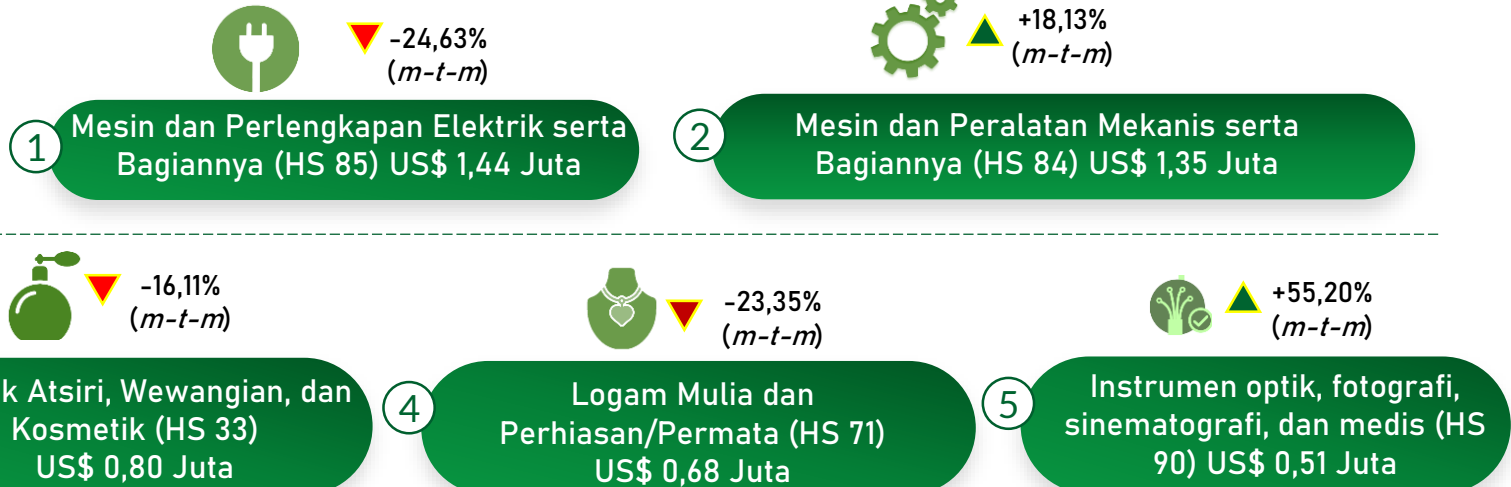 -24,63%
(m-t-m)
1
Mesin dan Perlengkapan Elektrik serta
Bagiannya (HS 85) US$ 1,44 Juta
+18,13%
(m-t-m)
2
Mesin dan Peralatan Mekanis serta
Bagiannya (HS 84) US$ 1,35 Juta
-16,11%
(m-t-m)
k Atsiri, Wewangian, dan
Kosmetik (HS 33)
US$ 0,80 Juta
-23,35%
(m-t-m)
4
Logam Mulia dan
Perhiasan/Permata (HS 71)
US$ 0,68 Juta
+55,20%
(m-t-m)
5
Instrumen optik, fotografi,
sinematografi, dan medis (HS
90) US$ 0,51 Juta